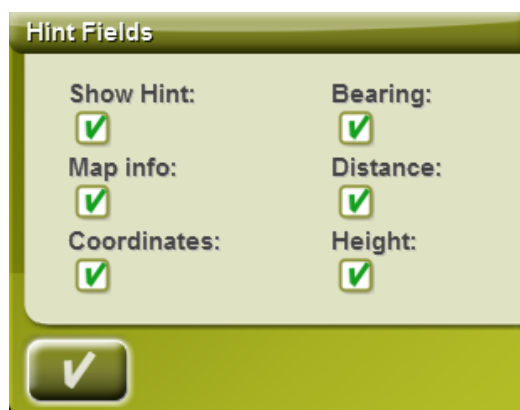 Hint Fields
Show Hint:
Bearing:
Map info:
Distance:
Coordinates:
Height: